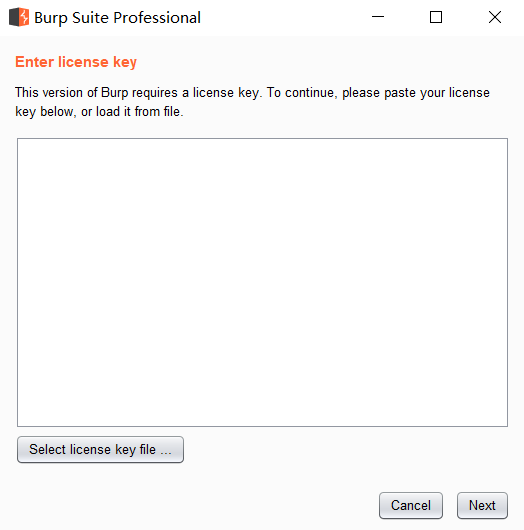 Burp Suite Professional
Enter license key
This version of Burp requires a license key. To continue, please paste your license
key below, or load it from file.
Select license key file ...
Cancel
Next